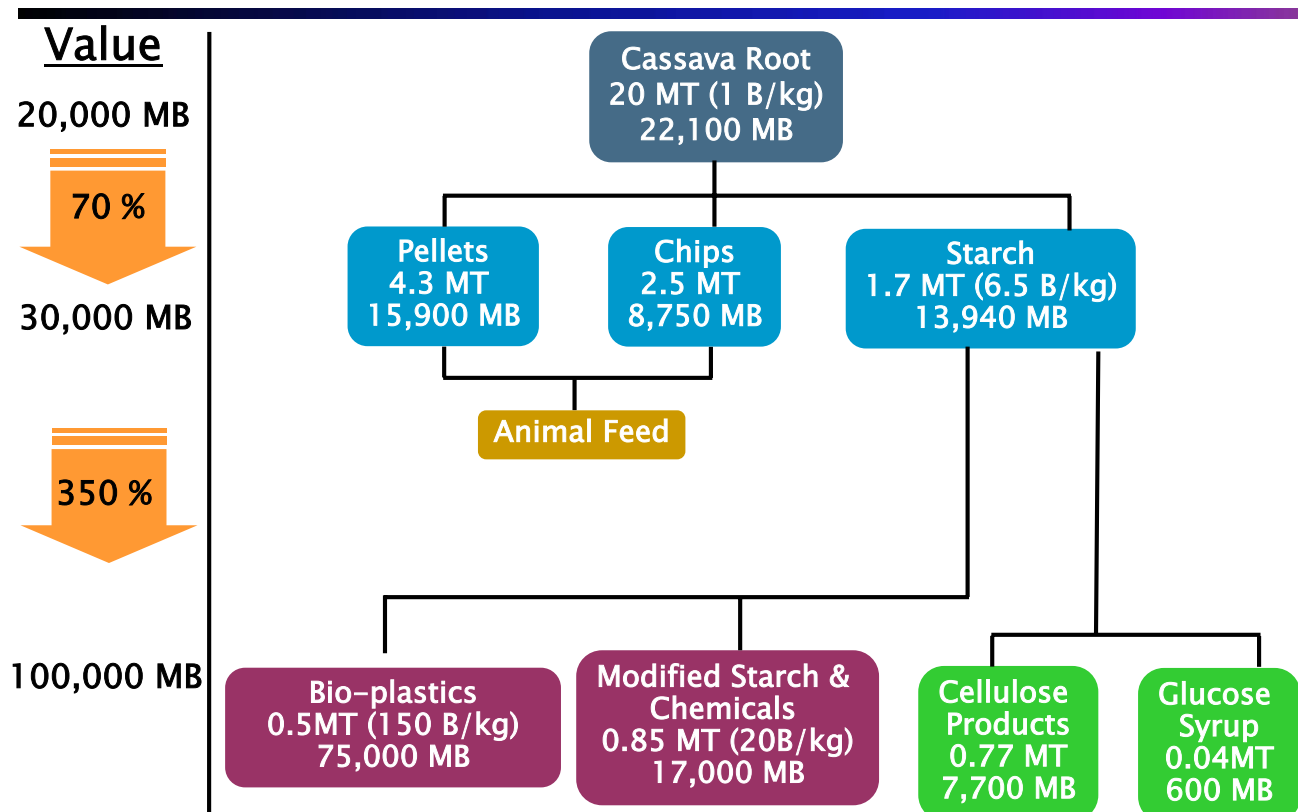 Value
20,000 MB
70 %
30,000 MB
350 %
100,000 MB
Cassava Root
20 MT (1 B/kg)
22,100 MB
Pellets
4.3 MT
15,900 MB
Chips
2.5 MT
8,750 MB
Starch
1.7 MT (6.5 B/kg)
13,940 MB
Animal Feed
Bio-plastics
0.5MT (150 B/kg)
75,000 MB
Modified Starch &
Chemicals
0.85 MT (20B/kg)
17,000 MB
Cellulose
Products
0.77 MT
7,700 MB
Glucose
Syrup
0.04MT
600 MB